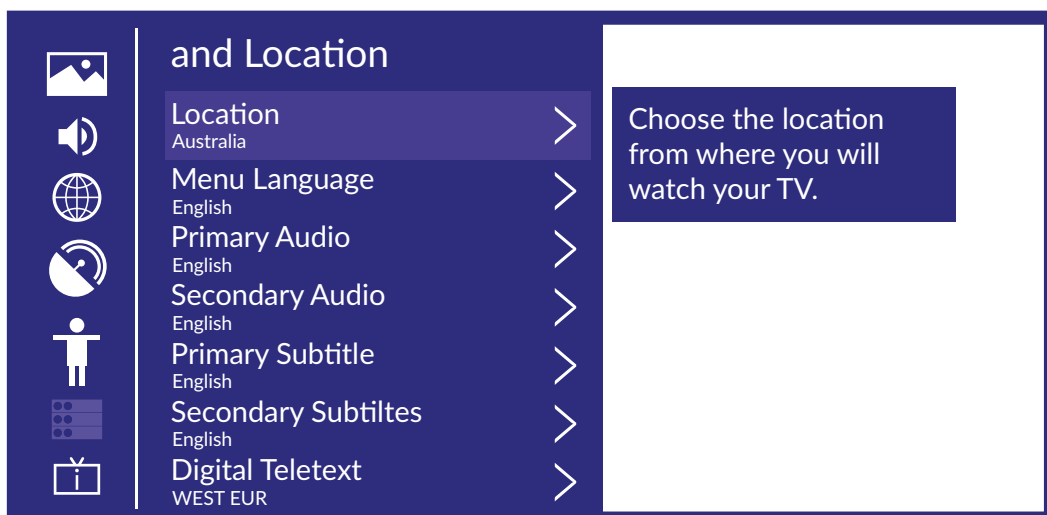 and Location
Location
Australia
Menu Language
English
Primary Audio
English
Secondary Audio
English
Primary Subtitle
English
Secondary Subtiltes
English
Digital Teletext
WEST EUR
Choose the location
from where you will
watch your TV.
i